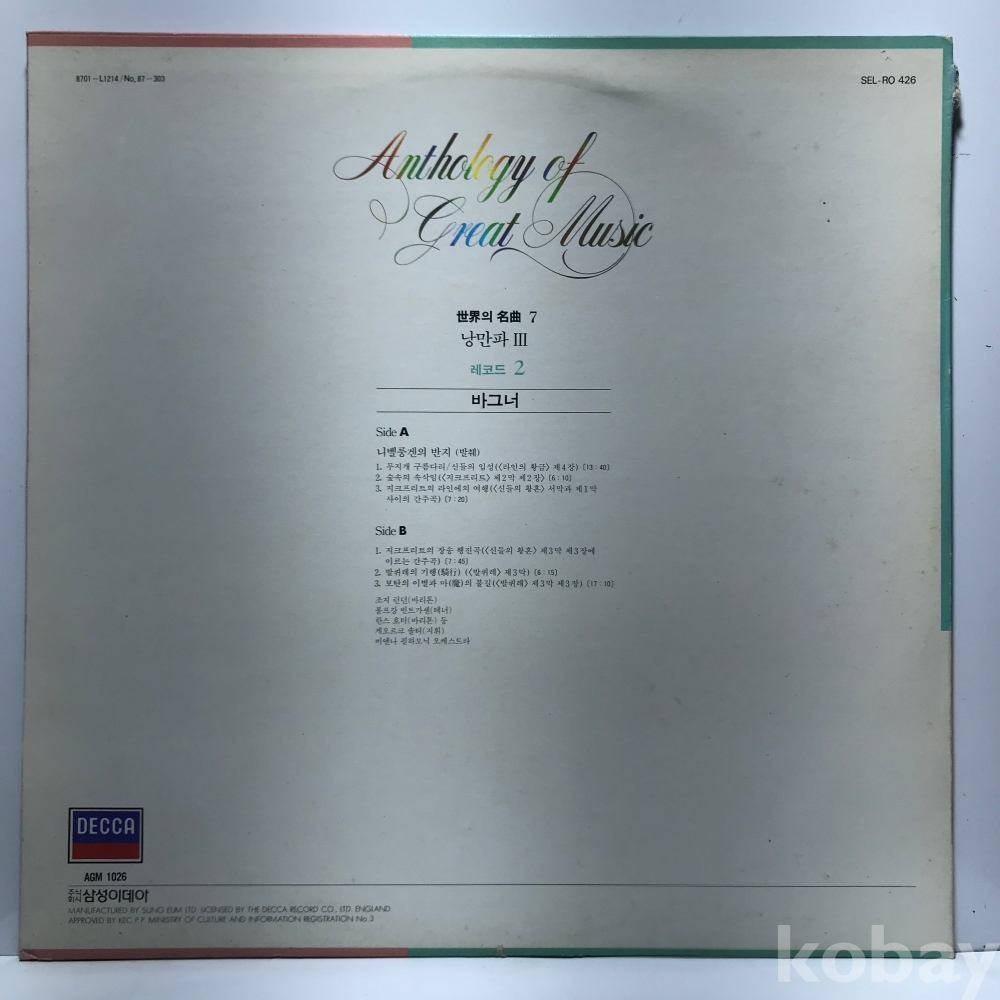 8701-L1214/No, 87-303
SEL-RO 426
Anthology of
Great Music
世界의 名曲 7
낭만파 III
레코드 2
바그너
Side A
니벨룽겐의 반지 (발췌)
1. 무지개 구름다리/신들의 입성(〈라인의 황금〉 제4장) [13:40]
2. 숲속의 속삭임(〈지크프리트〉 제2막 제2장) [6:10]
3. 지크프리트의 라인에의 여행(〈신들의 황혼〉 서막과 제1막
사이의 간주곡) [7:20]
Side B
1. 지크프리트의 장송 행진곡(〈신들의 황혼〉 제3막 제3장에
이르는 간주곡) [7:45]
2. 발퀴레의 기행(騎行) (〈발퀴레〉 제3막) [6:15]
3. 보탄의 이별과 마(魔)의 불길(〈발퀴레〉 제3막 제3장) [17:10]
조지 런던(바리톤)
볼프강 빈트가센(테너)
한스 호터(바리톤) 등
게오르크 솔티(지휘)
비엔나 필하모닉 오케스트라
DECCA
AGM 1026
주식회사 삼성이데아
MANUFACTURED BY SUNG EUM LTD. LICENSED BY THE DECCA RECORD CO., LTD. ENGLAND
APPROVED BY KEC, P.P. MINISTRY OF CULTURE AND INFORMATION REGISTRATION No 3
kobay